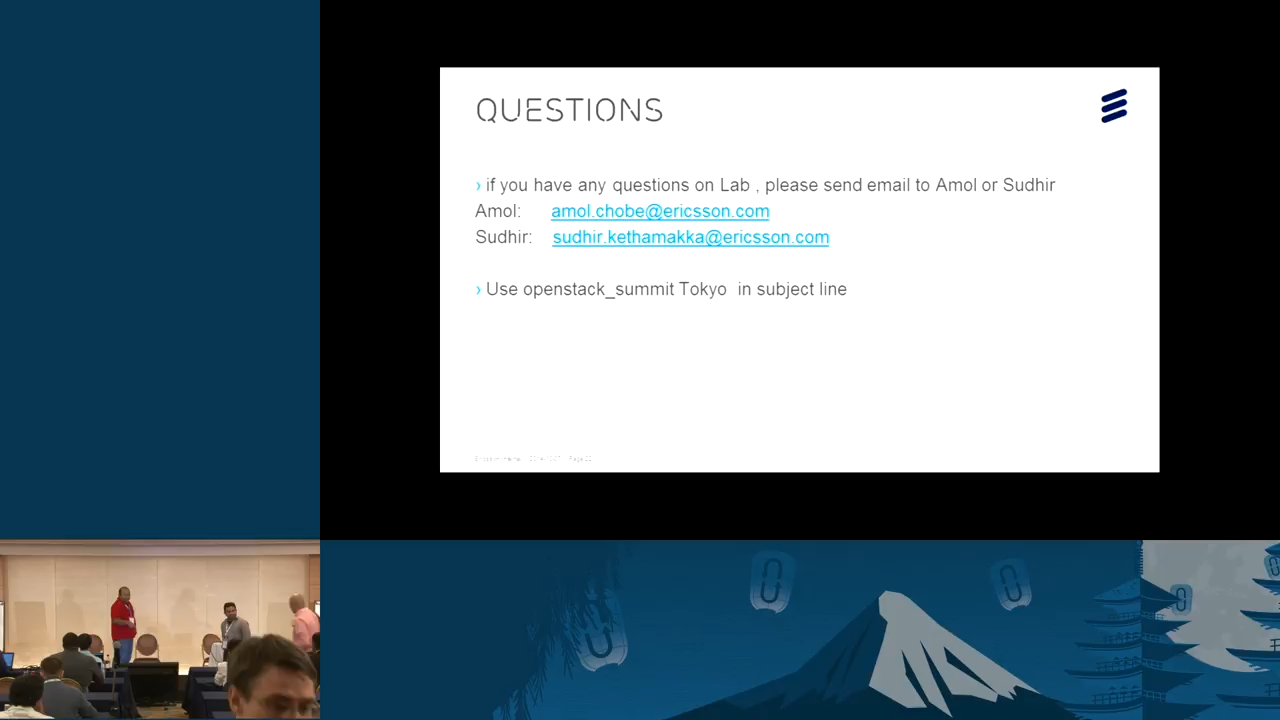 QUESTIONS
› if you have any questions on Lab , please send email to Amol or Sudhir
Amol: amol.chobe@ericsson.com
Sudhir: sudhir.kethamakka@ericsson.com
› Use openstack_summit Tokyo in subject line